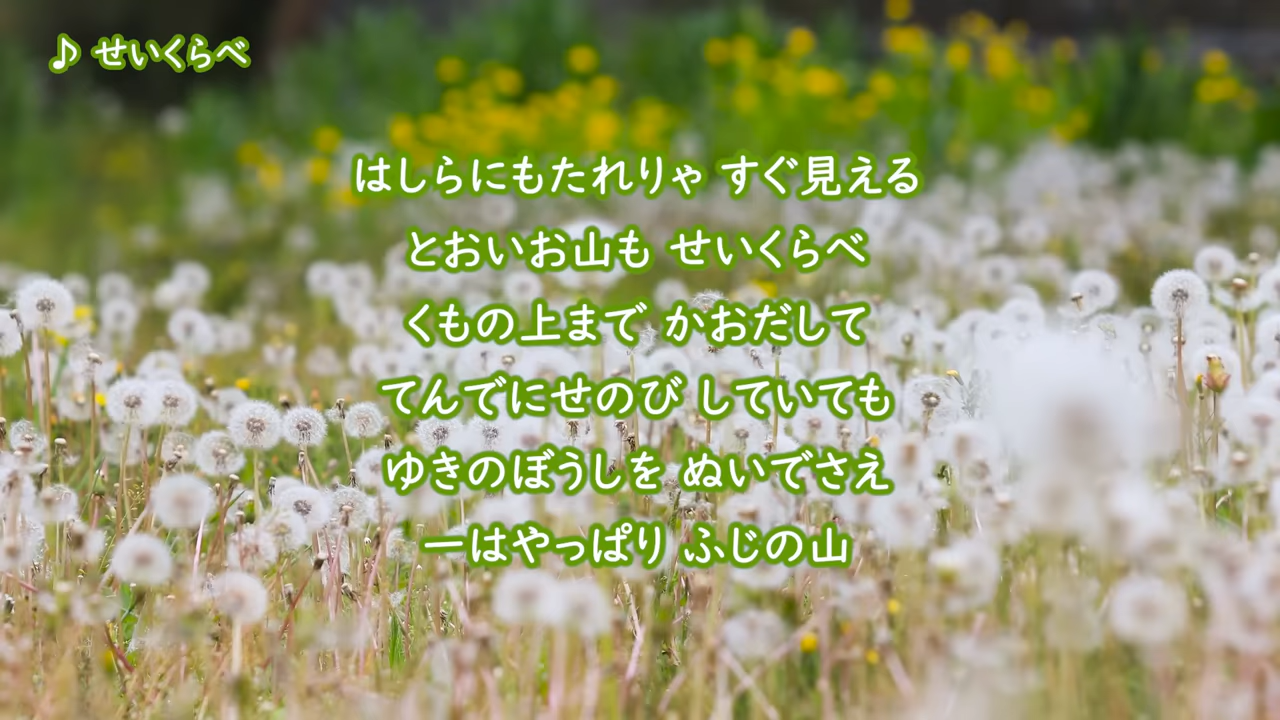 ♪ せいくらべ
はしらにもたれりゃ すぐ見える
とおいお山も せいくらべ
くもの上まで かおだして
てんでにせのび していても
ゆきのぼうしを ぬいでさえ
一はやっぱり ふじの山